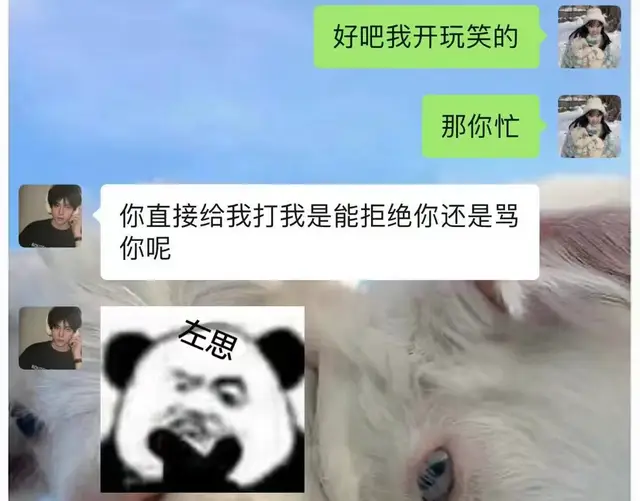 好吧我开玩笑的
那你忙
你直接给我打我是能拒绝你还是骂
你呢
左思